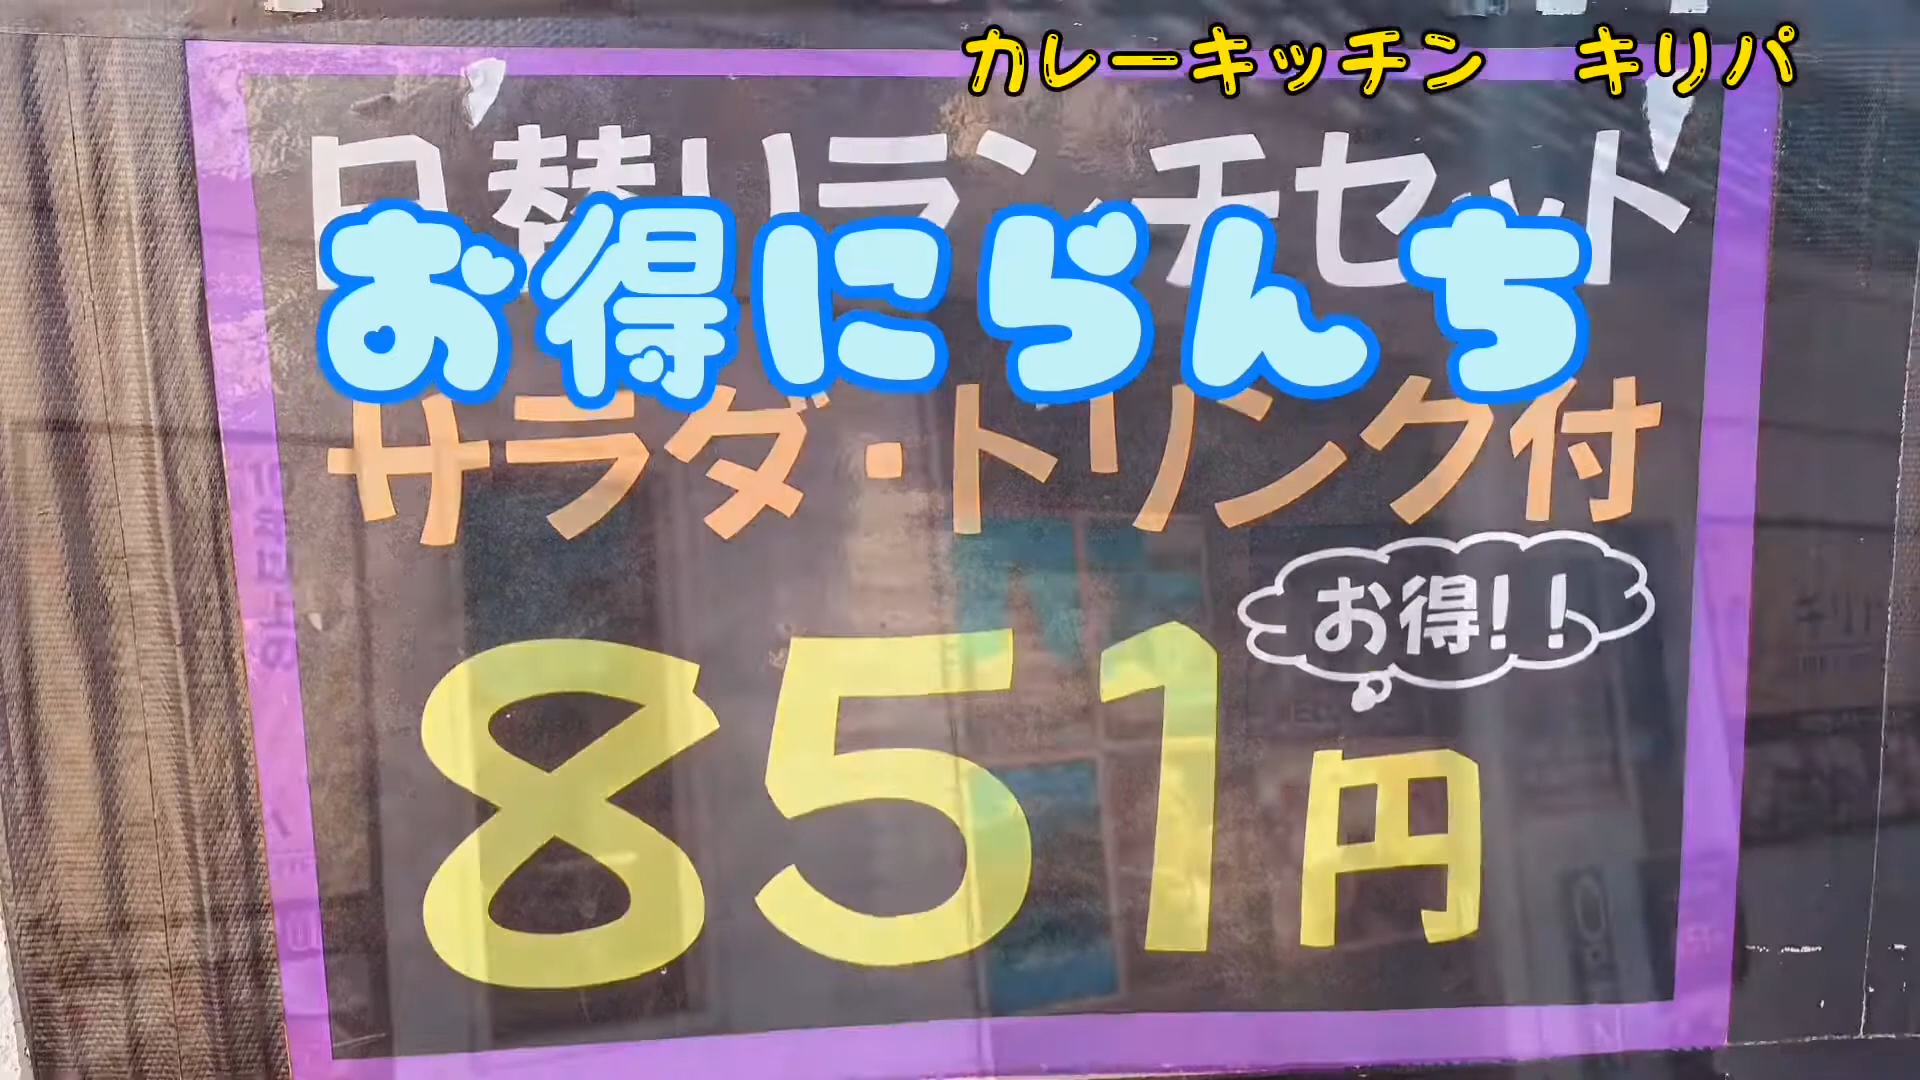 カレーキッチン　キリパ
日替りランチセット
お得にらんち
サラダ・ドリンク付
お得!!
851円